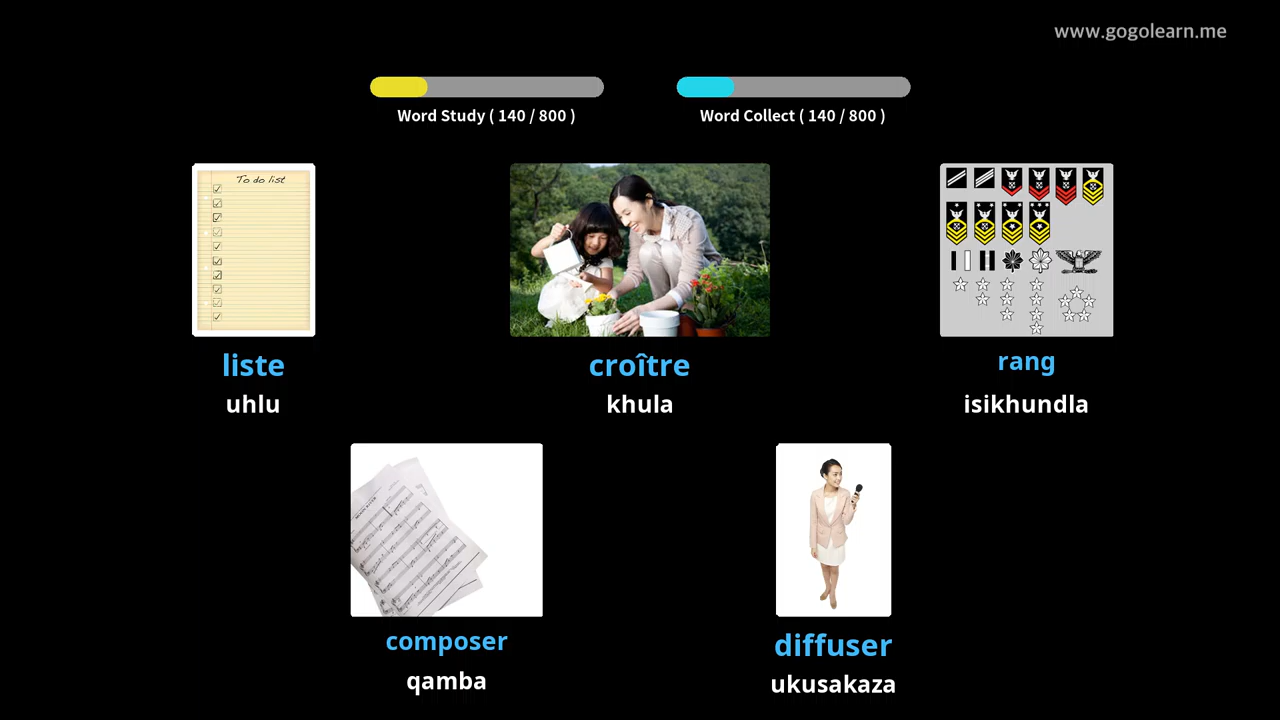 www.gogolearn.me
Word Study ( 140 / 800 )
Word Collect ( 140 / 800 )
To do list
liste
uhlu
croître
khula
rang
isikhundla
composer
qamba
diffuser
ukusakaza